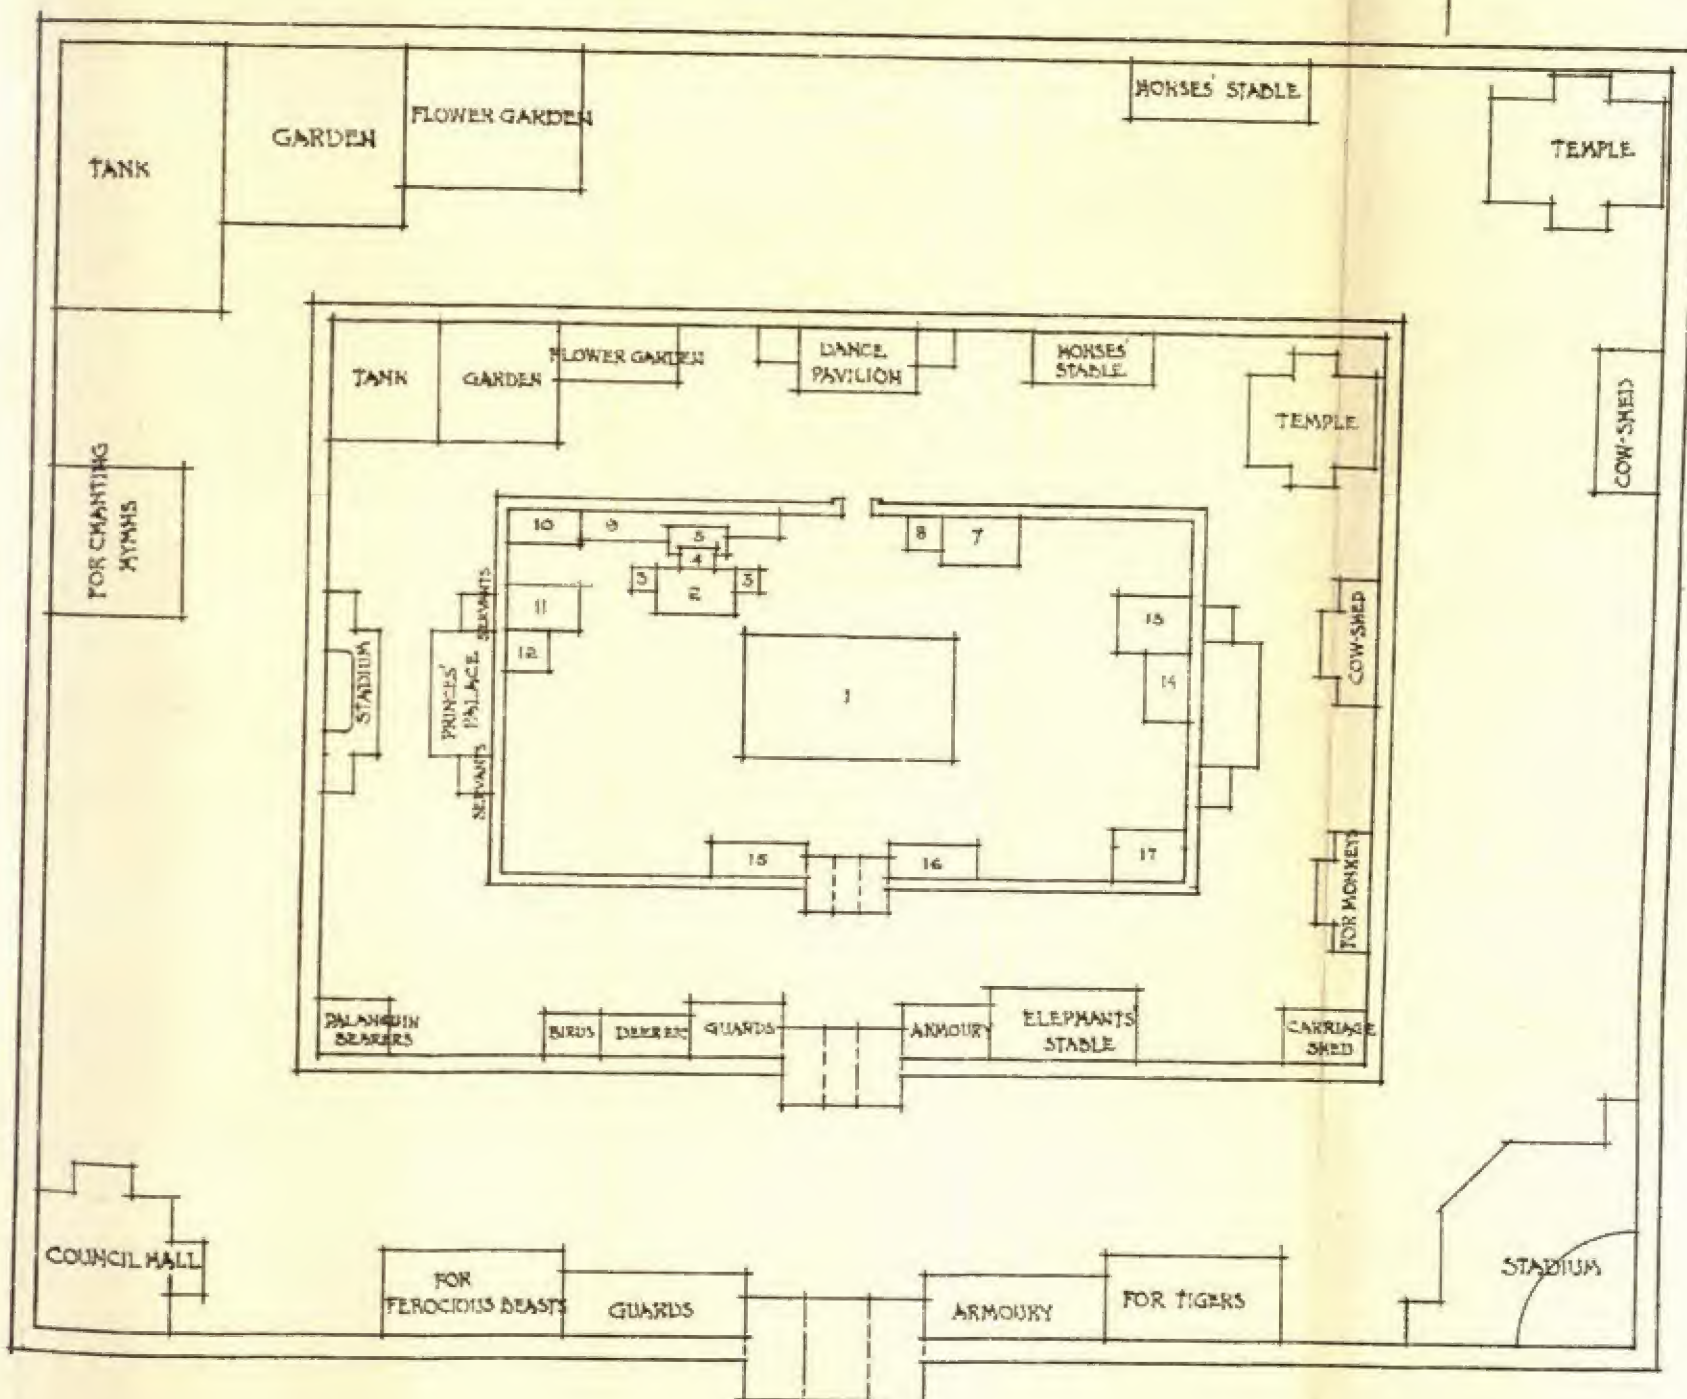 TANK
GARDEN
FLOWER GARDEN
HORSES' STABLE
TEMPLE
TANK
GARDEN
FLOWER GARDEN
DANCE
PAVILION
HORSES'
STABLE
TEMPLE
COW-SHED
FOR CHANTING
HYMNS
10
9
5
4
3
2
3
8
7
11
12
1
13
14
SERVANTS
PRINCES'
PALACE
SERVANTS
STADIUM
COW-SHED
15
16
17
FOR MONKEYS
PALANQUIN
BEARERS
BIRDS
DEER
GUARDS
ARMOURY
ELEPHANTS'
STABLE
CARRIAGE
SHED
COUNCIL HALL
FOR
FEROCIOUS BEASTS
GUARDS
ARMOURY
FOR TIGERS
STADIUM